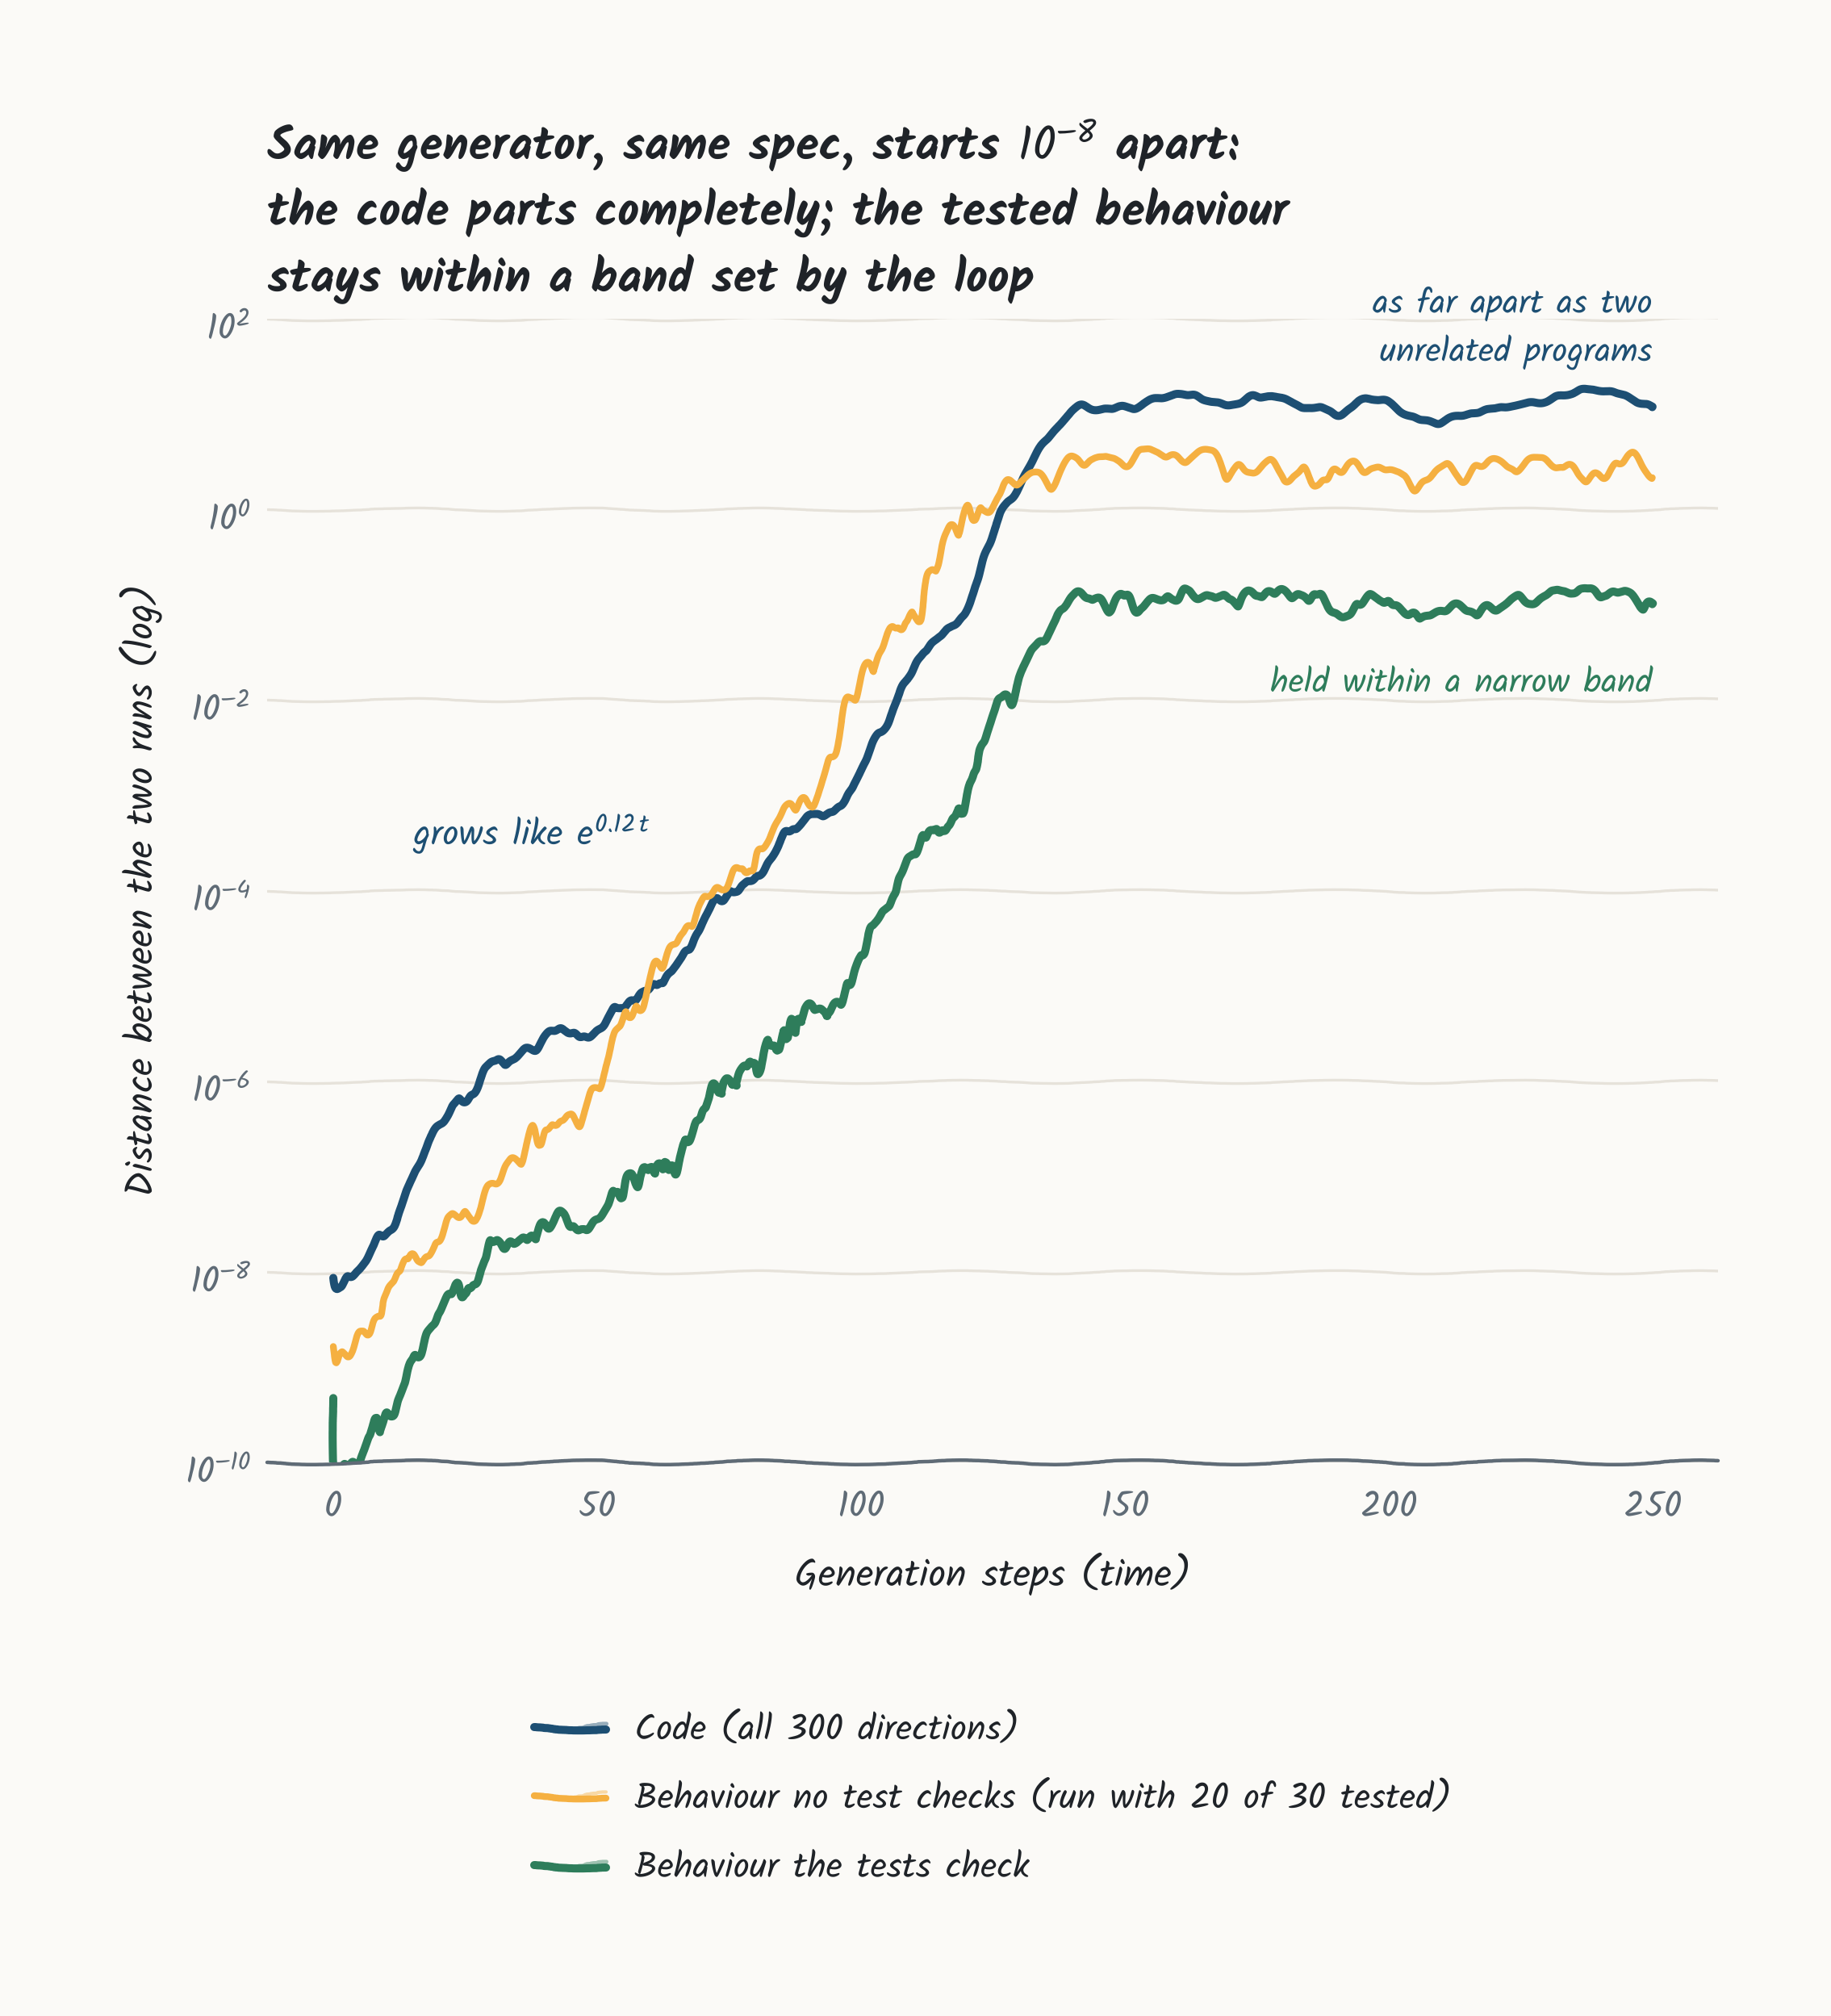 Same generator, same spec, starts 10⁻⁸ apart:
the code parts completely; the tested behaviour
stays within a band set by the loop
as far apart as two
unrelated programs
held within a narrow band
grows like e⁰·¹²ᵗ
Distance between the two runs (log)
10²
10⁰
10⁻²
10⁻⁴
10⁻⁶
10⁻⁸
10⁻¹⁰
0 50 100 150 200 250
Generation steps (time)
Code (all 300 directions)
Behaviour no test checks (run with 20 of 30 tested)
Behaviour the tests check